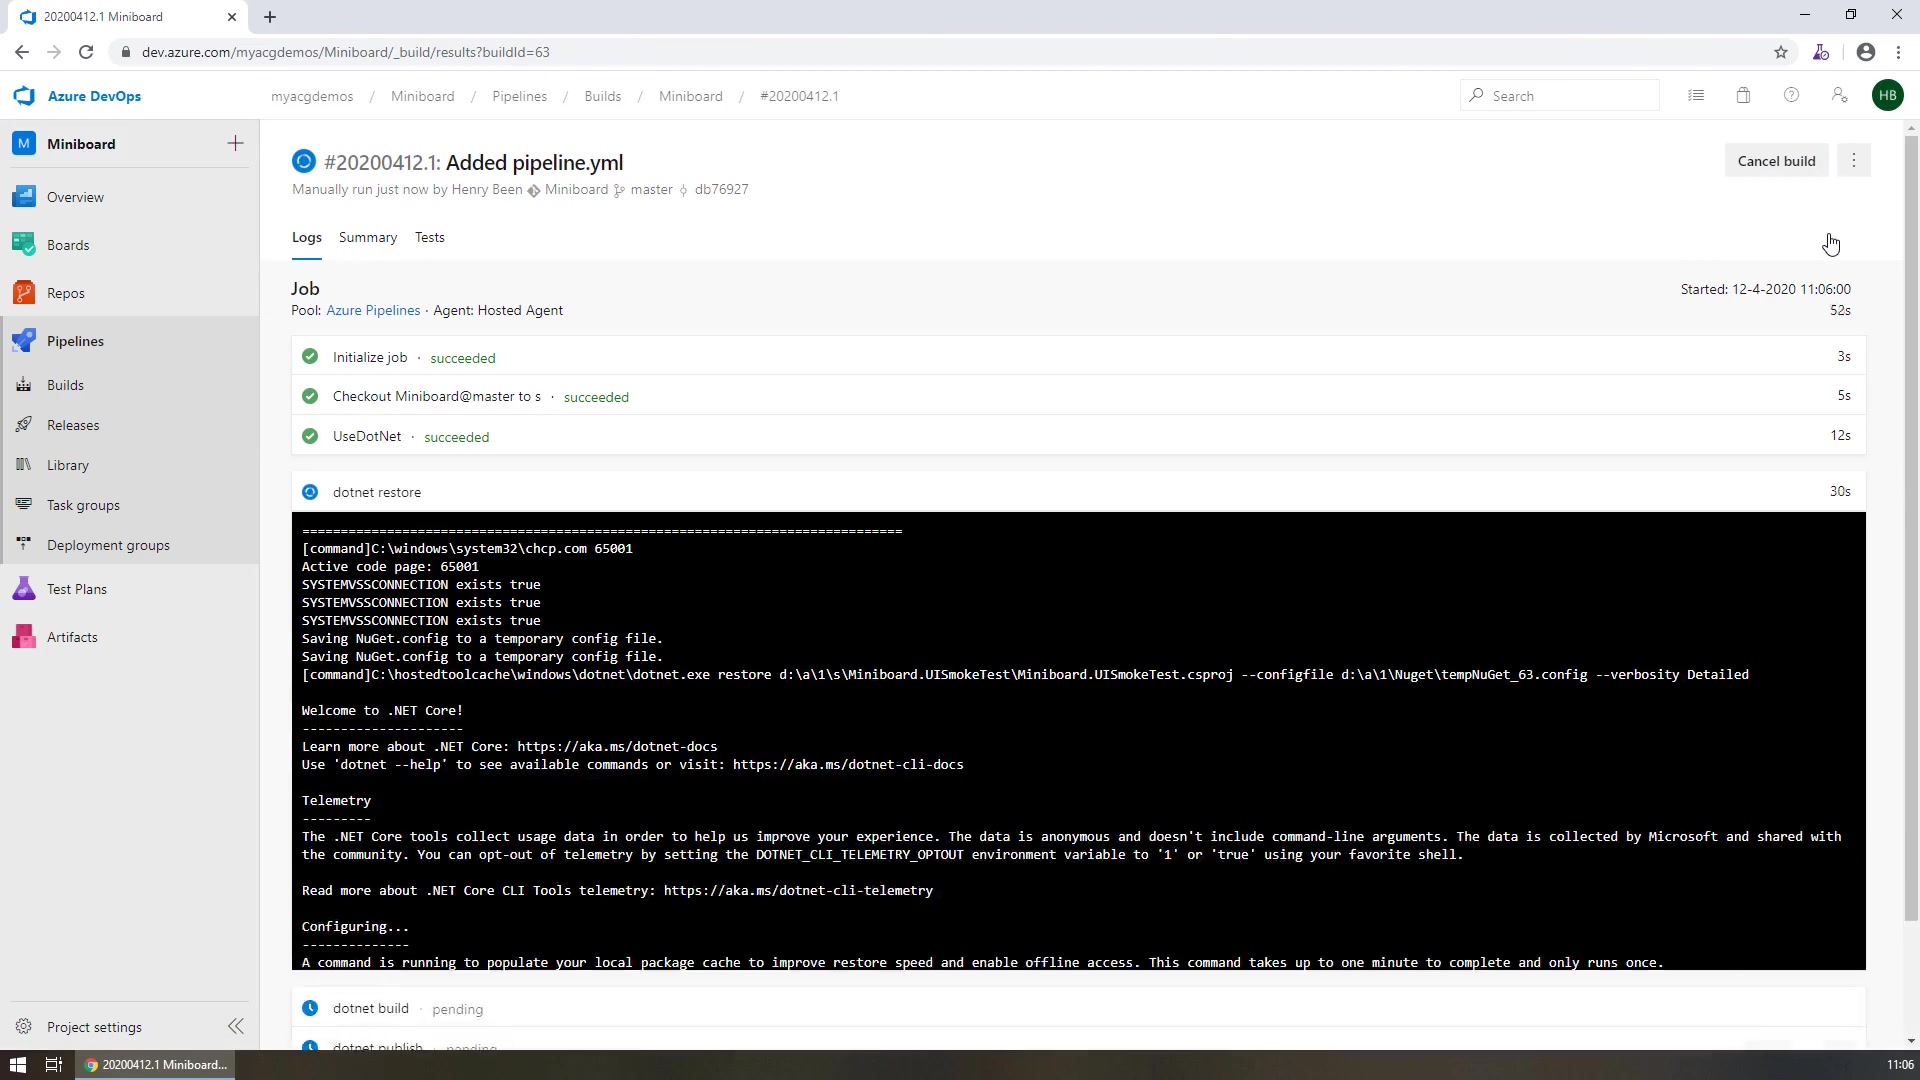 20200412.1 Miniboard
dev.azure.com/myacgdemos/Miniboard/_build/results?buildId=63
Azure DevOps
myacgdemos / Miniboard / Pipelines / Builds / Miniboard / #20200412.1
Search
HB
M Miniboard
Overview
Boards
Repos
Pipelines
Builds
Releases
Library
Task groups
Deployment groups
Test Plans
Artifacts
Project settings
#20200412.1: Added pipeline.yml
Cancel build
Manually run just now by Henry Been Miniboard master db76927
Logs Summary Tests
Job
Started: 12-4-2020 11:06:00
Pool: Azure Pipelines · Agent: Hosted Agent
52s
Initialize job · succeeded 3s
Checkout Miniboard@master to s · succeeded 5s
UseDotNet · succeeded 12s
dotnet restore 30s
==============================================================================
[command]C:\windows\system32\chcp.com 65001
Active code page: 65001
SYSTEMVSSCONNECTION exists true
SYSTEMVSSCONNECTION exists true
SYSTEMVSSCONNECTION exists true
Saving NuGet.config to a temporary config file.
Saving NuGet.config to a temporary config file.
[command]C:\hostedtoolcache\windows\dotnet\dotnet.exe restore d:\a\1\s\Miniboard.UISmokeTest\Miniboard.UISmokeTest.csproj --configfile d:\a\1\Nuget\tempNuGet_63.config --verbosity Detailed
Welcome to .NET Core!
---------------------
Learn more about .NET Core: https://aka.ms/dotnet-docs
Use 'dotnet --help' to see available commands or visit: https://aka.ms/dotnet-cli-docs
Telemetry
---------
The .NET Core tools collect usage data in order to help us improve your experience. The data is anonymous and doesn't include command-line arguments. The data is collected by Microsoft and shared with
the community. You can opt-out of telemetry by setting the DOTNET_CLI_TELEMETRY_OPTOUT environment variable to '1' or 'true' using your favorite shell.
Read more about .NET Core CLI Tools telemetry: https://aka.ms/dotnet-cli-telemetry
Configuring...
--------------
A command is running to populate your local package cache to improve restore speed and enable offline access. This command takes up to one minute to complete and only runs once.
dotnet build · pending
dotnet publish · pending
20200412.1 Miniboard...
11:06